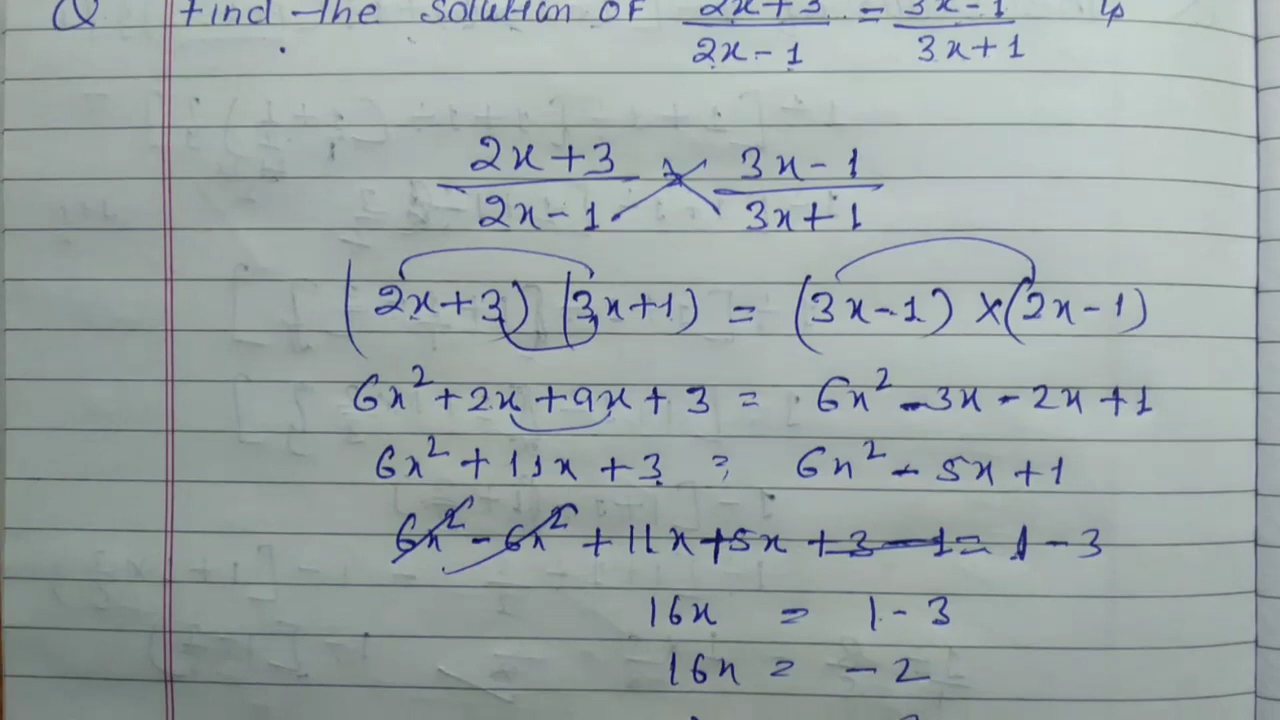 Q Find the solution of (2x+3)/(2x-1) = (3x-1)/(3x+1)
2x+3 3x-1
2x-1 3x+1
(2x+3) (3x+1) = (3x-1) ×(2x-1)
6x² + 2x + 9x + 3 = 6x² - 3x - 2x + 1
6x² + 11x + 3 = 6x² - 5x + 1
6x² - 6x² + 11x + 5x + 3 - 1 = 1 - 3
16x = 1 - 3
16x = - 2